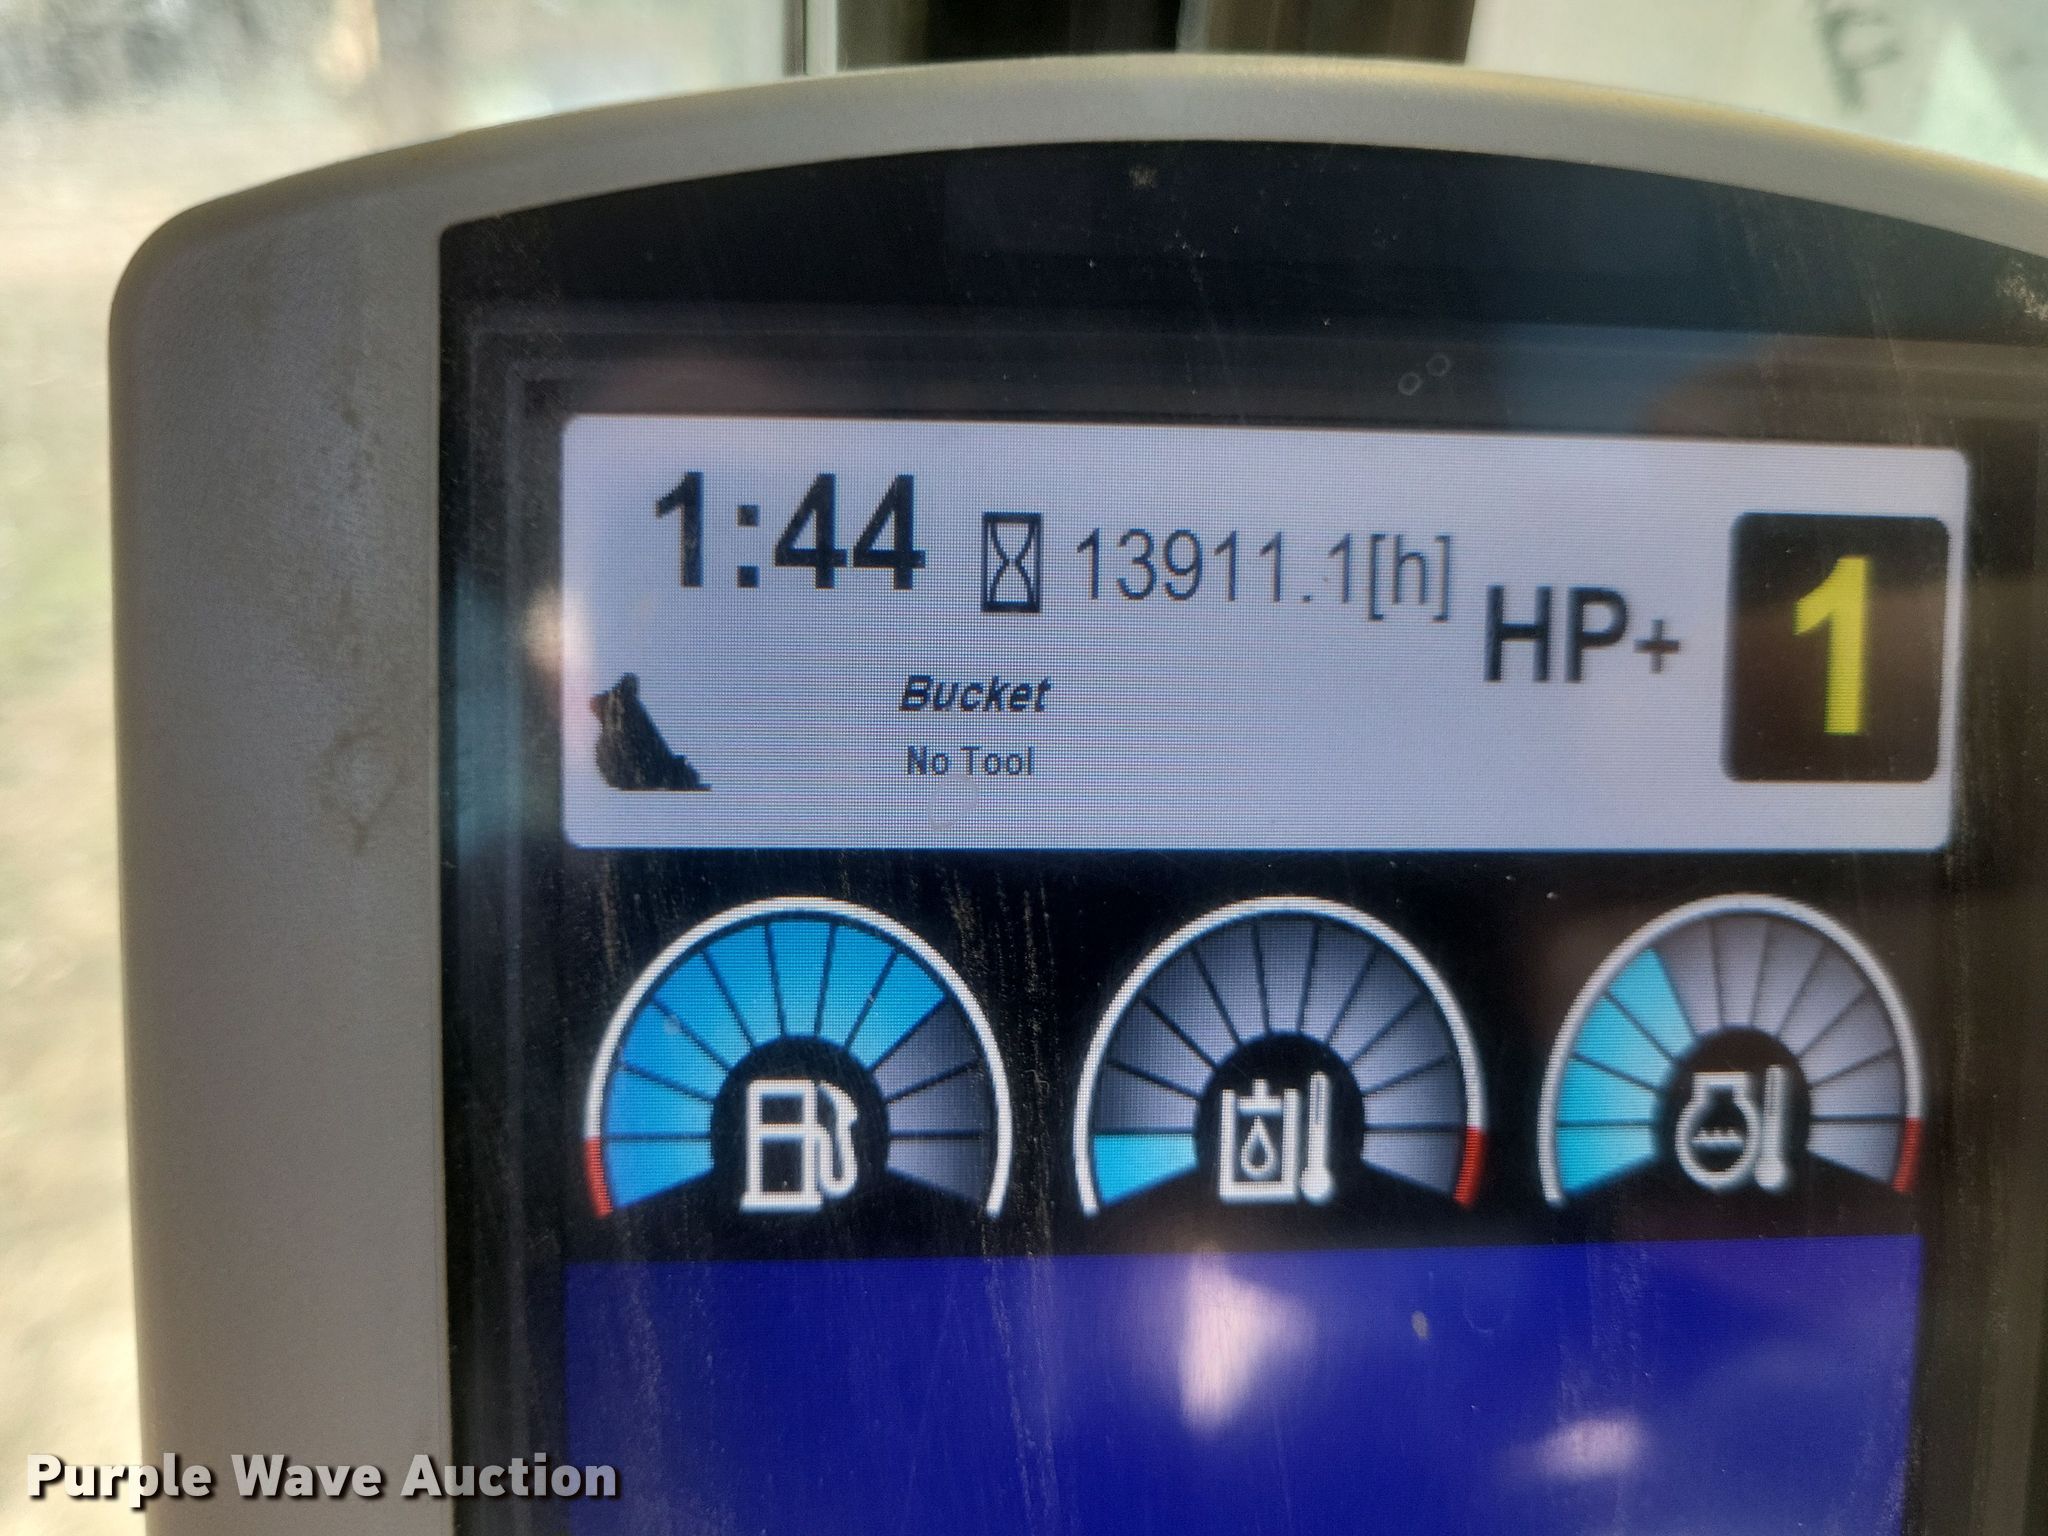 1:44 13911.1[h]
HP+ 1
Bucket
No Tool
Purple Wave Auction